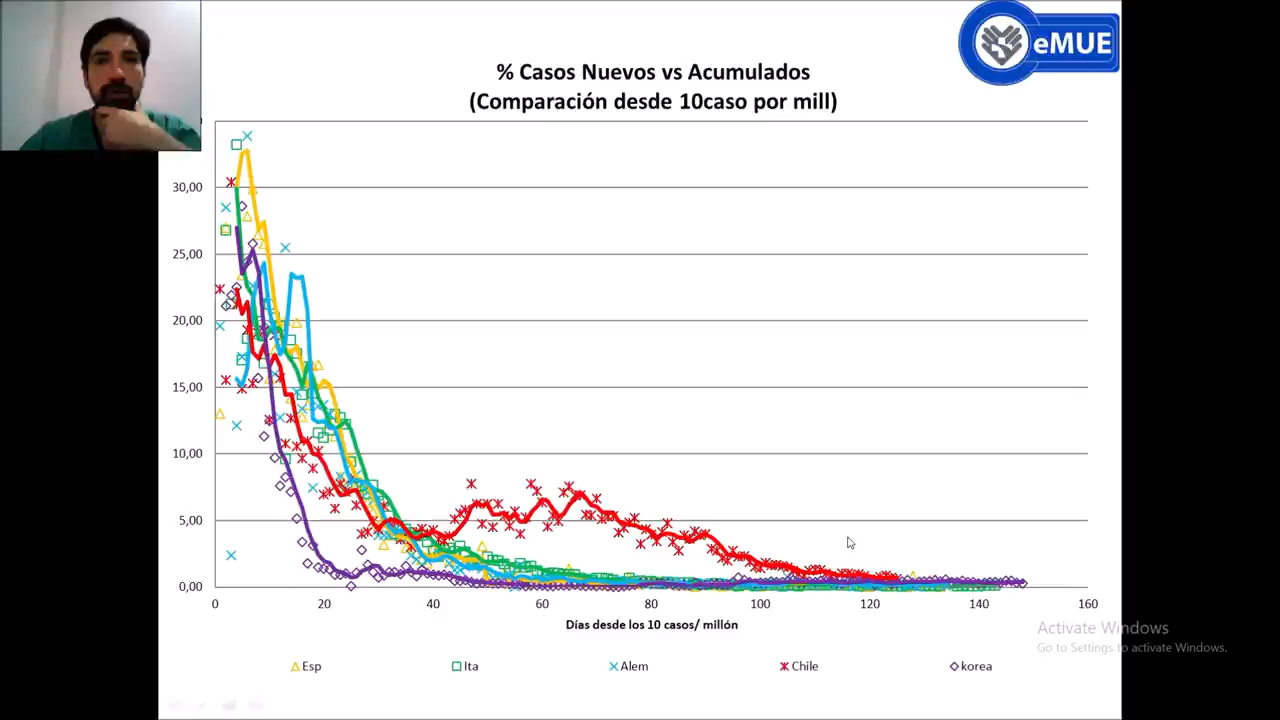 eMUE
% Casos Nuevos vs Acumulados
(Comparación desde 10caso por mill)
30,00
25,00
20,00
15,00
10,00
5,00
0,00
0 20 40 60 80 100 120 140 160
Días desde los 10 casos/ millón
Esp Ita Alem Chile korea
Activate Windows
Go to Settings to activate Windows.